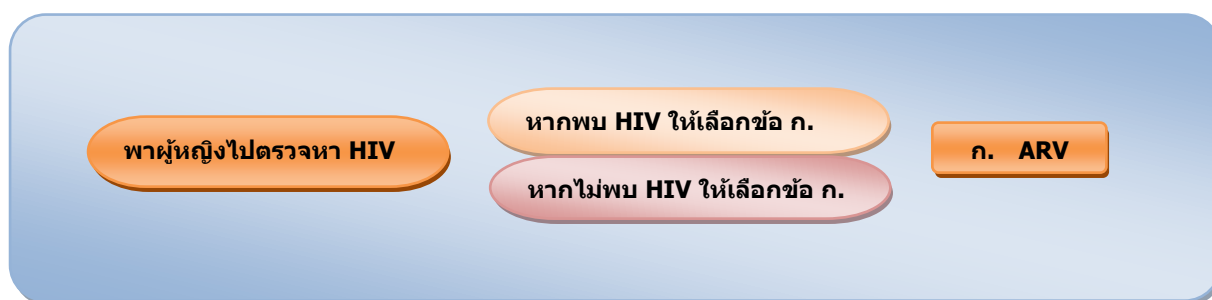 พาผู้หญิงไปตรวจหา HIV
หากพบ HIV ให้เลือกข้อ ก.
หากไม่พบ HIV ให้เลือกข้อ ก.
ก. ARV